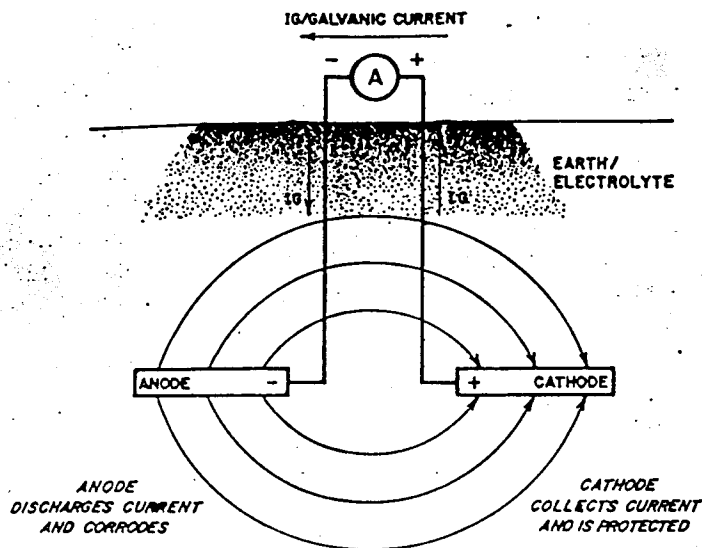 IG/GALVANIC CURRENT
- A +
EARTH/
ELECTROLYTE
IG IG
ANODE - + CATHODE
ANODE
DISCHARGES CURRENT
AND CORRODES
CATHODE
COLLECTS CURRENT
AND IS PROTECTED